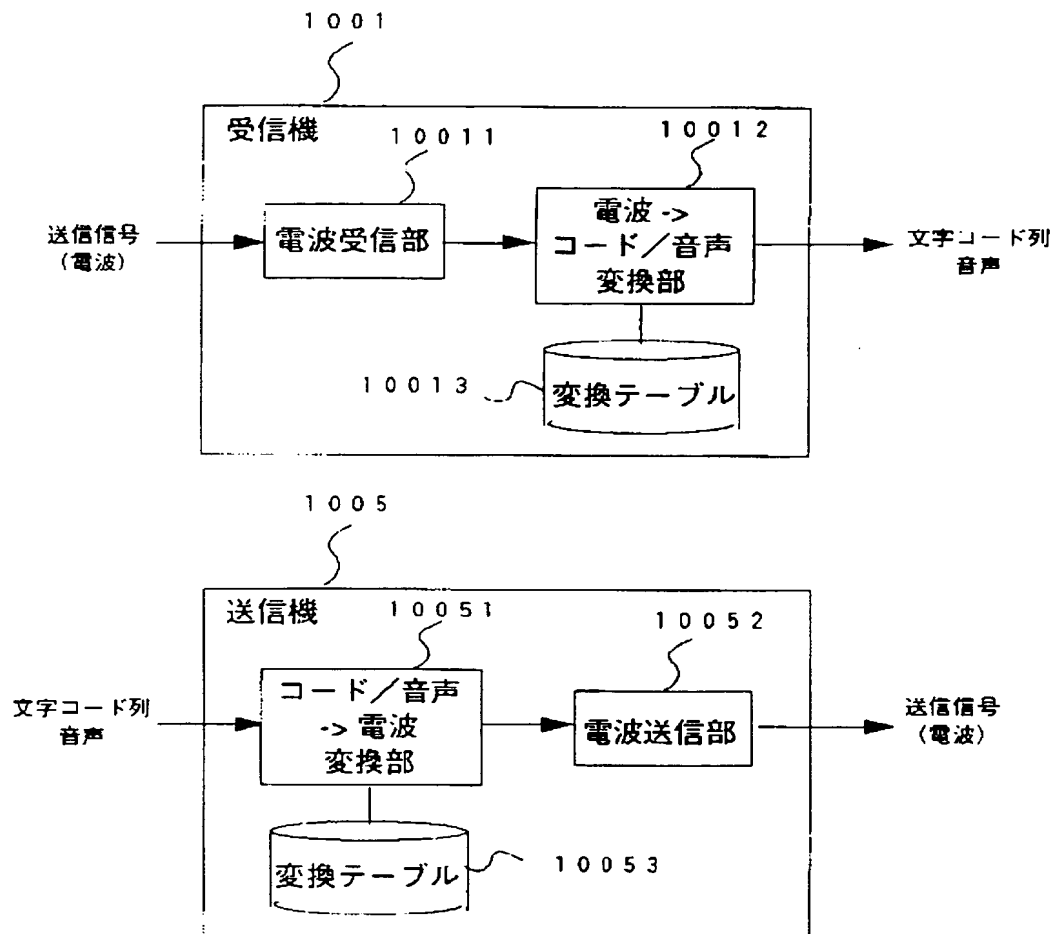 １００１
受信機
１００１１
１００１２
送信信号
（電波）
電波受信部
電波 ->
コード／音声
変換部
文字コード列
音声
１００１３
変換テーブル
１００５
送信機
１００５１
１００５２
文字コード列
音声
コード／音声
-> 電波
変換部
電波送信部
送信信号
（電波）
変換テーブル
１００５３